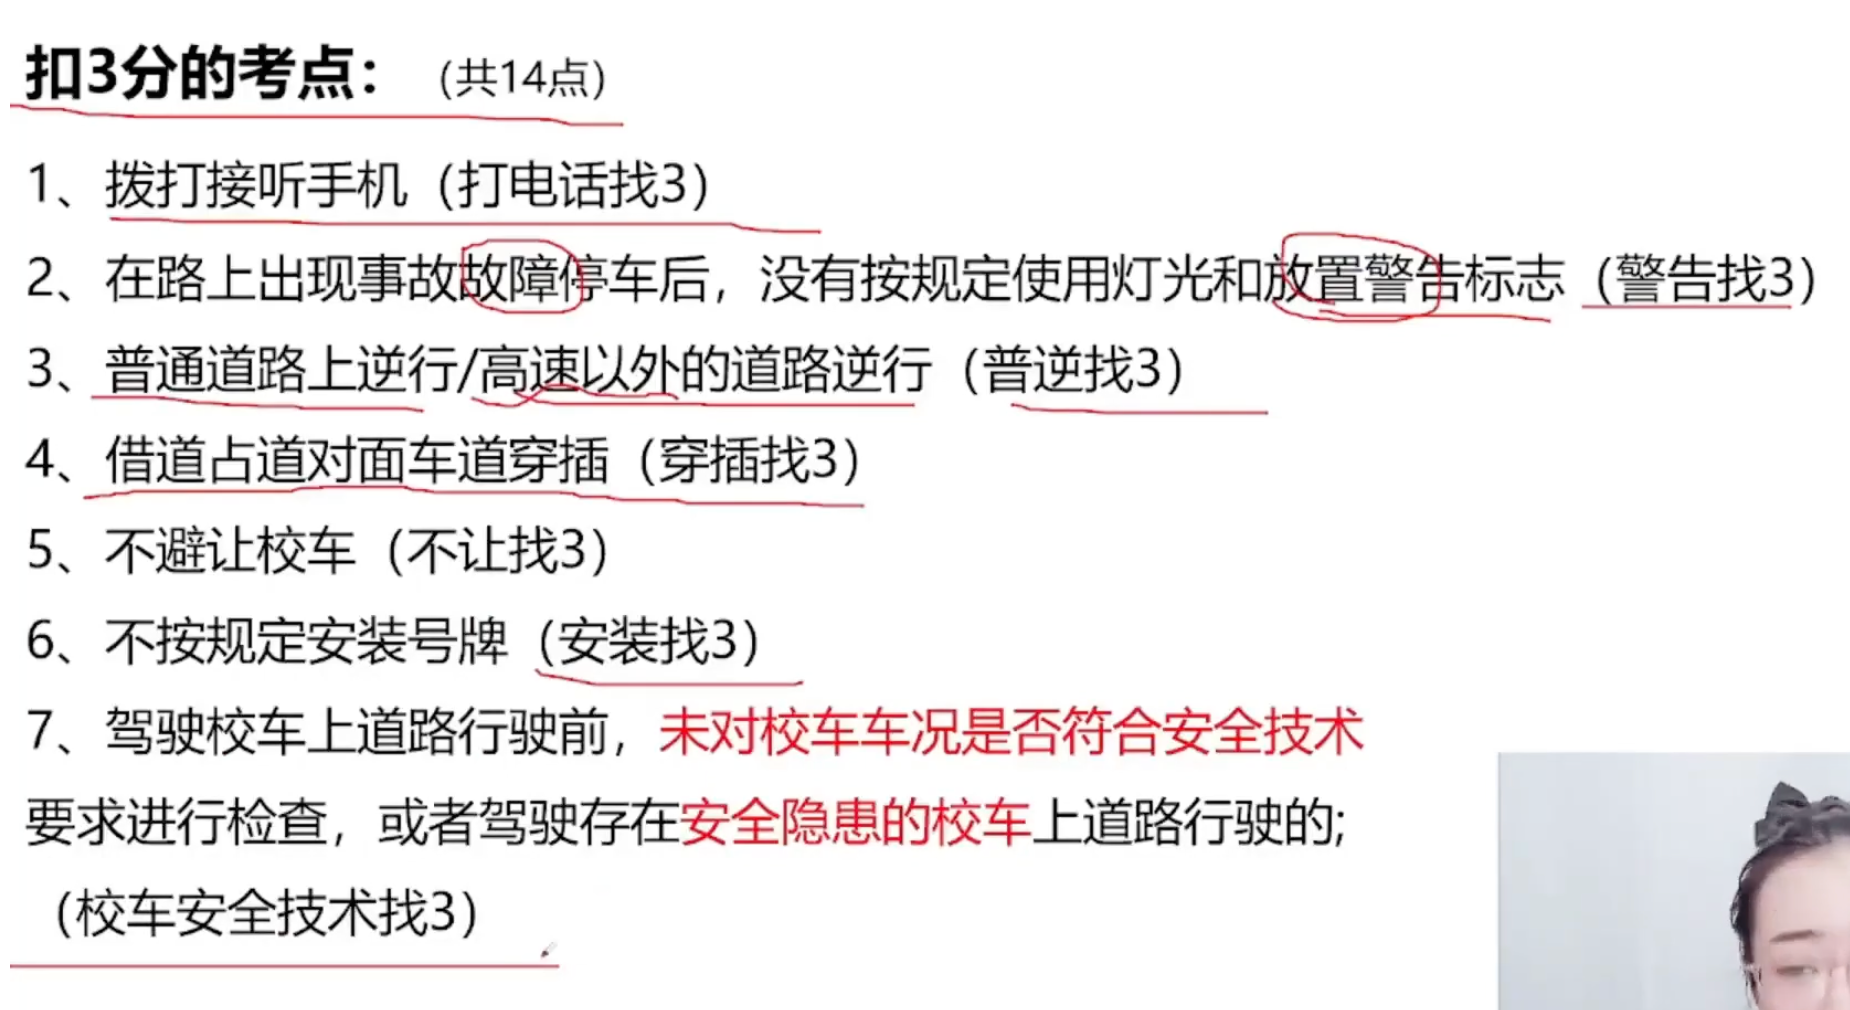 扣3分的考点：（共14点）
1、拨打接听手机（打电话找3）
2、在路上出现事故故障停车后，没有按规定使用灯光和放置警告标志（警告找3）
3、普通道路上逆行/高速以外的道路逆行（普逆找3）
4、借道占道对面车道穿插（穿插找3）
5、不避让校车（不让找3）
6、不按规定安装号牌（安装找3）
7、驾驶校车上道路行驶前，未对校车车况是否符合安全技术
要求进行检查，或者驾驶存在安全隐患的校车上道路行驶的;
（校车安全技术找3）